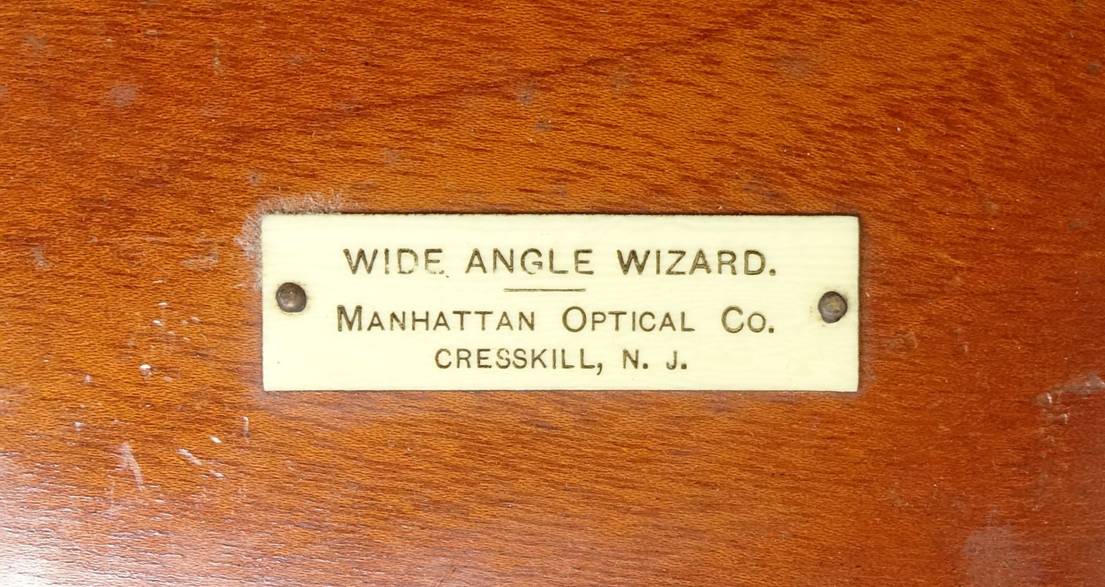 WIDE ANGLE WIZARD.
MANHATTAN OPTICAL CO.
CRESSKILL, N. J.